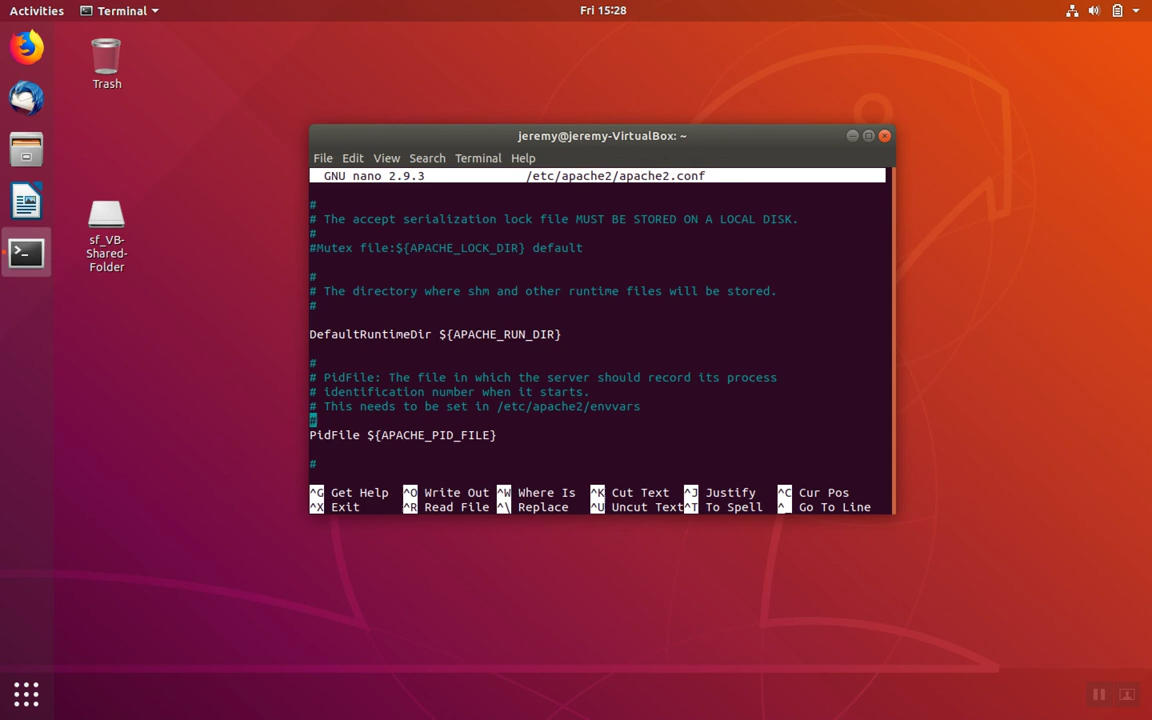 Activities Terminal Fri 15:28
Trash
sf_VB-
Shared-
Folder
jeremy@jeremy-VirtualBox: ~
File Edit View Search Terminal Help
GNU nano 2.9.3 /etc/apache2/apache2.conf
#
# The accept serialization lock file MUST BE STORED ON A LOCAL DISK.
#
#Mutex file:${APACHE_LOCK_DIR} default
#
# The directory where shm and other runtime files will be stored.
#
DefaultRuntimeDir ${APACHE_RUN_DIR}
#
# PidFile: The file in which the server should record its process
# identification number when it starts.
# This needs to be set in /etc/apache2/envvars
#
PidFile ${APACHE_PID_FILE}
#
^G Get Help ^O Write Out ^W Where Is ^K Cut Text ^J Justify ^C Cur Pos
^X Exit ^R Read File ^\ Replace ^U Uncut Text ^T To Spell ^_ Go To Line